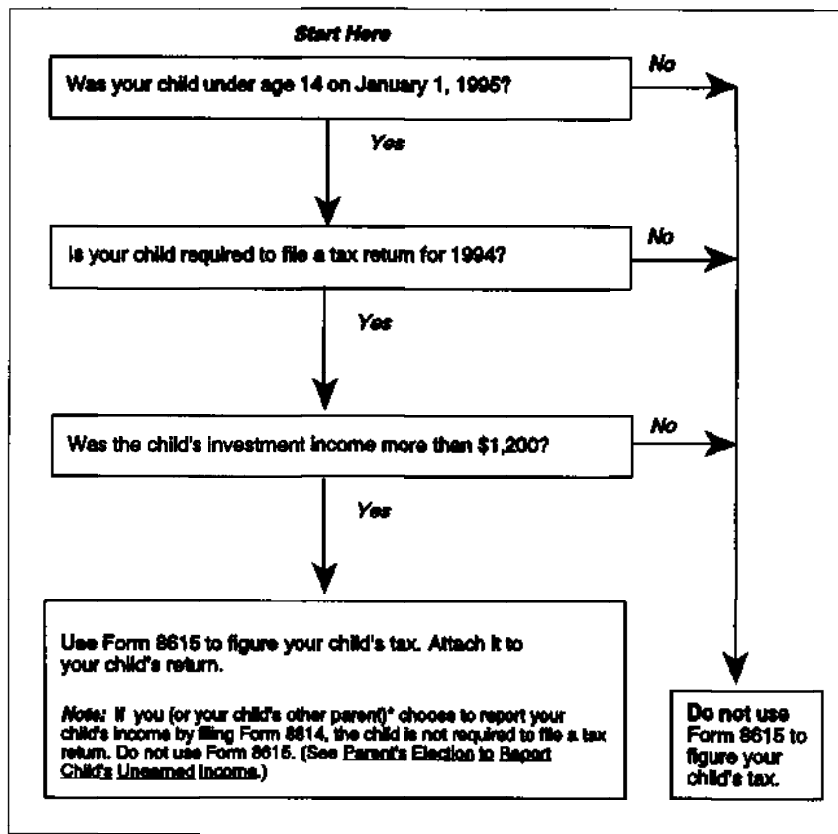 Start Here
Was your child under age 14 on January 1, 1995?
No
Yes
Is your child required to file a tax return for 1994?
No
Yes
Was the child's investment income more than $1,200?
No
Yes
Use Form 8615 to figure your child's tax. Attach it to
your child's return.
Note: If you (or your child's other parent)* choose to report your
child's income by filing Form 8814, the child is not required to file a tax
return. Do not use Form 8615. (See Parent's Election to Report
Child's Unearned Income.)
Do not use
Form 8615 to
figure your
child's tax.